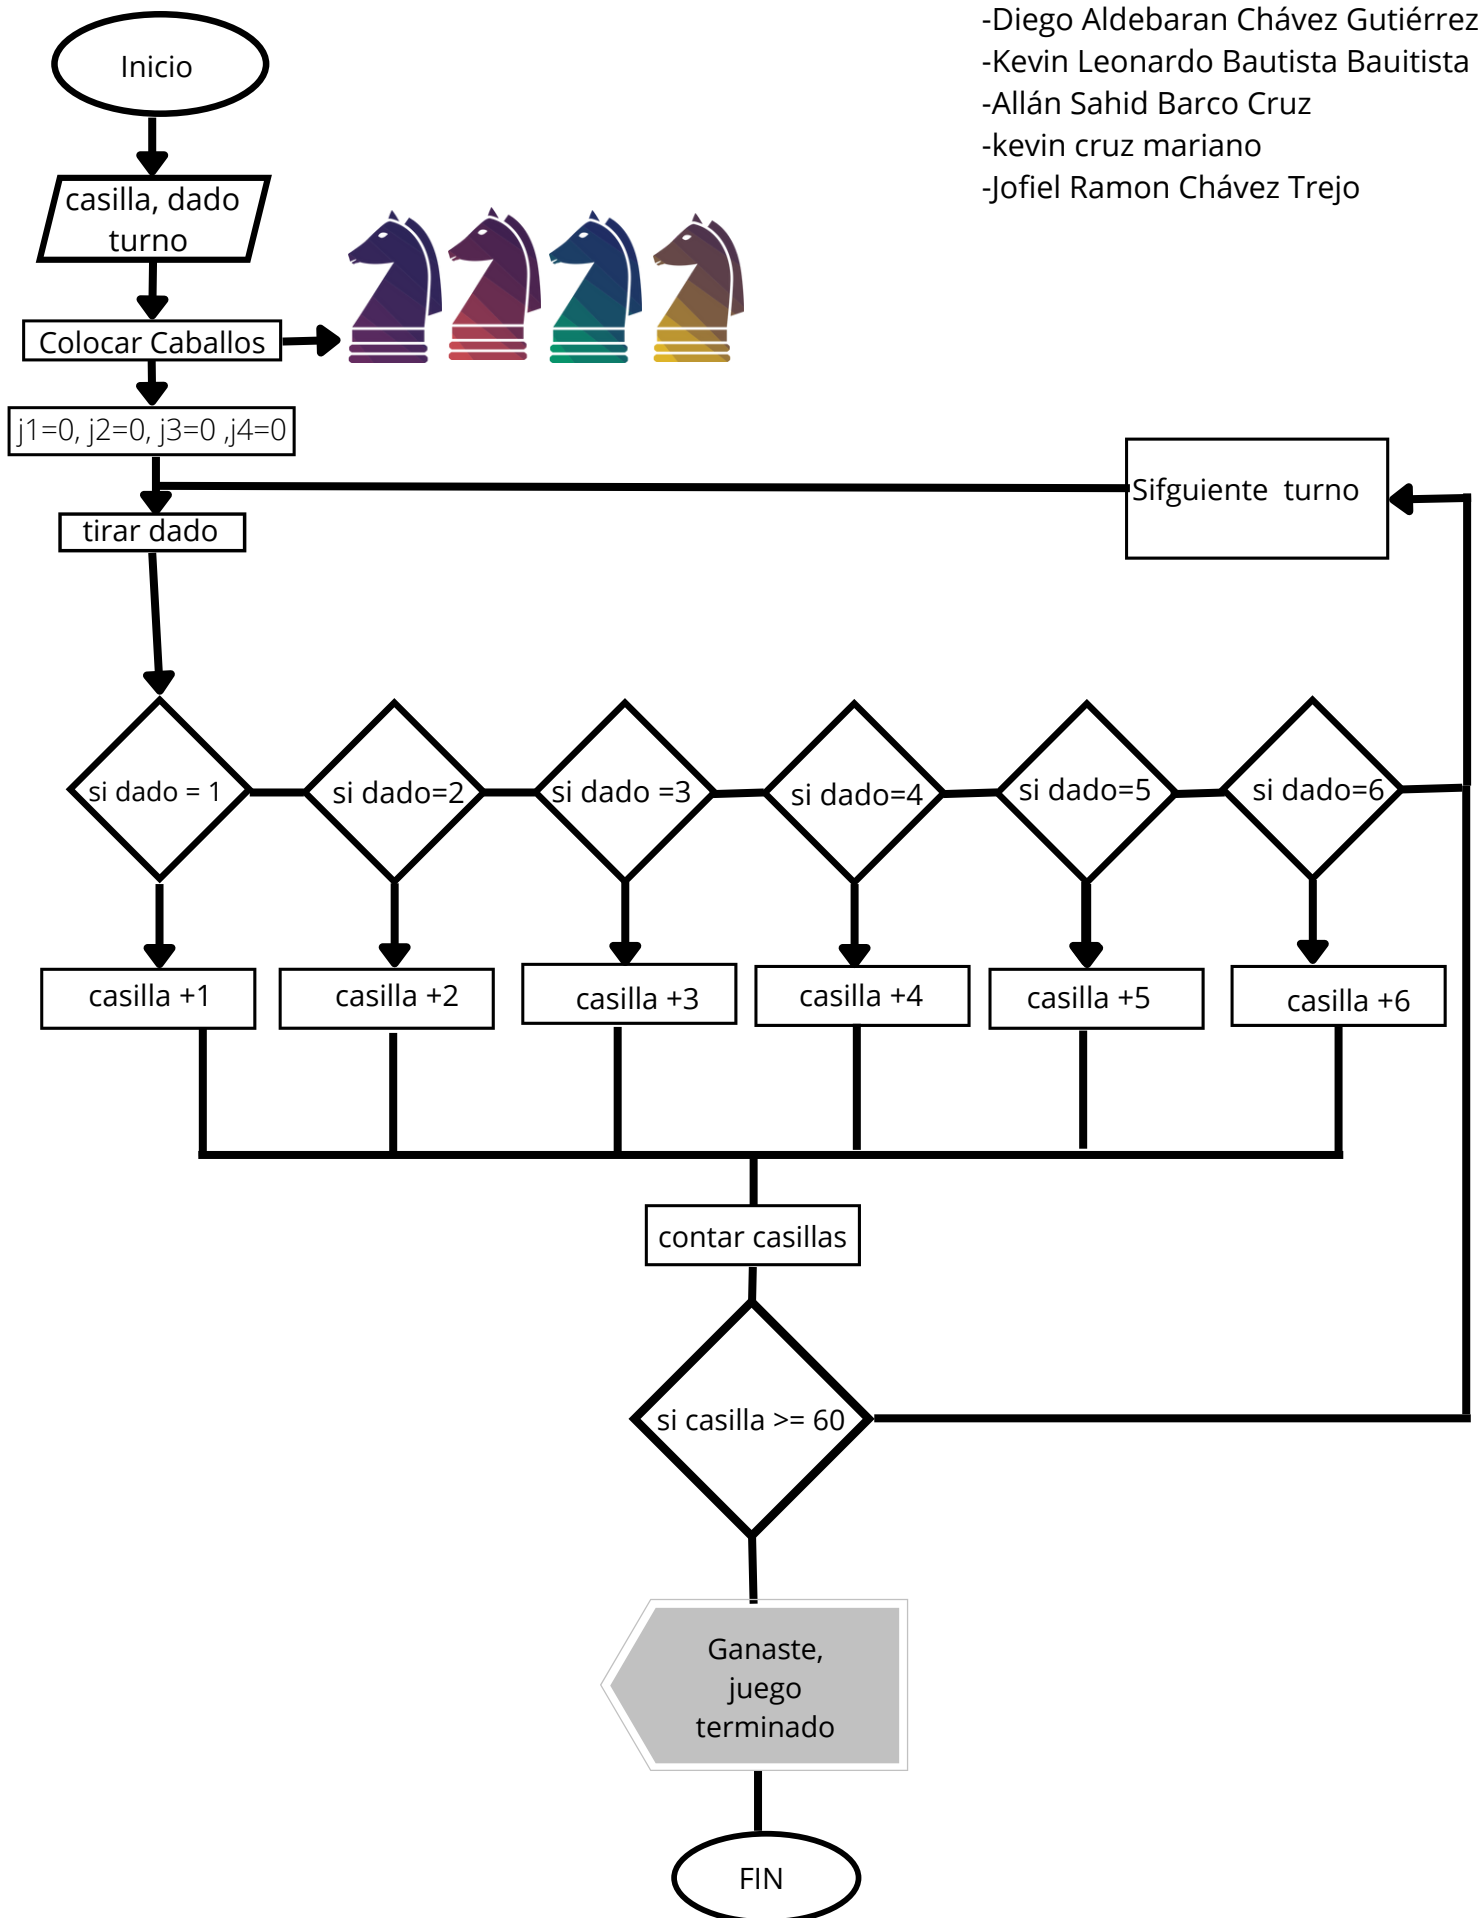 -Diego Aldebaran Chávez Gutiérrez
-Kevin Leonardo Bautista Bauitista
-Allán Sahid Barco Cruz
-kevin cruz mariano
-Jofiel Ramon Chávez Trejo
Inicio
casilla, dado
turno
Colocar Caballos
j1=0, j2=0, j3=0 ,j4=0
Sifguiente turno
tirar dado
si dado = 1
si dado=2
si dado =3
si dado=4
si dado=5
si dado=6
casilla +1
casilla +2
casilla +3
casilla +4
casilla +5
casilla +6
contar casillas
si casilla >= 60
Ganaste,
juego
terminado
FIN